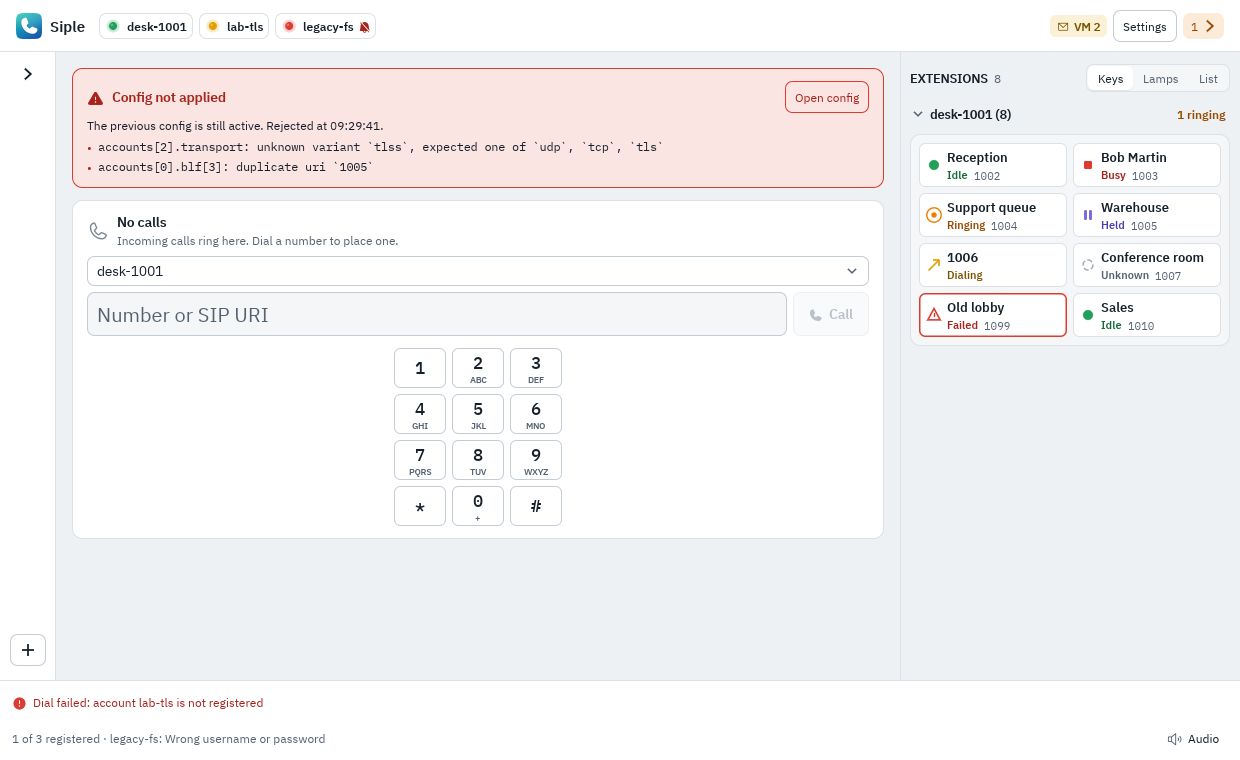 Siple
desk-1001
lab-tls
legacy-fs
VM 2
Settings
1
Config not applied
Open config
The previous config is still active. Rejected at 09:29:41.
• accounts[2].transport: unknown variant `tlss`, expected one of `udp`, `tcp`, `tls`
• accounts[0].blf[3]: duplicate uri `1005`
No calls
Incoming calls ring here. Dial a number to place one.
desk-1001
Number or SIP URI
Call
1
2
ABC
3
DEF
4
GHI
5
JKL
6
MNO
7
PQRS
8
TUV
9
WXYZ
*
0
+
#
EXTENSIONS 8
Keys
Lamps
List
desk-1001 (8)
1 ringing
Reception
Idle 1002
Bob Martin
Busy 1003
Support queue
Ringing 1004
Warehouse
Held 1005
1006
Dialing
Conference room
Unknown 1007
Old lobby
Failed 1099
Sales
Idle 1010
+
Dial failed: account lab-tls is not registered
1 of 3 registered · legacy-fs: Wrong username or password
Audio